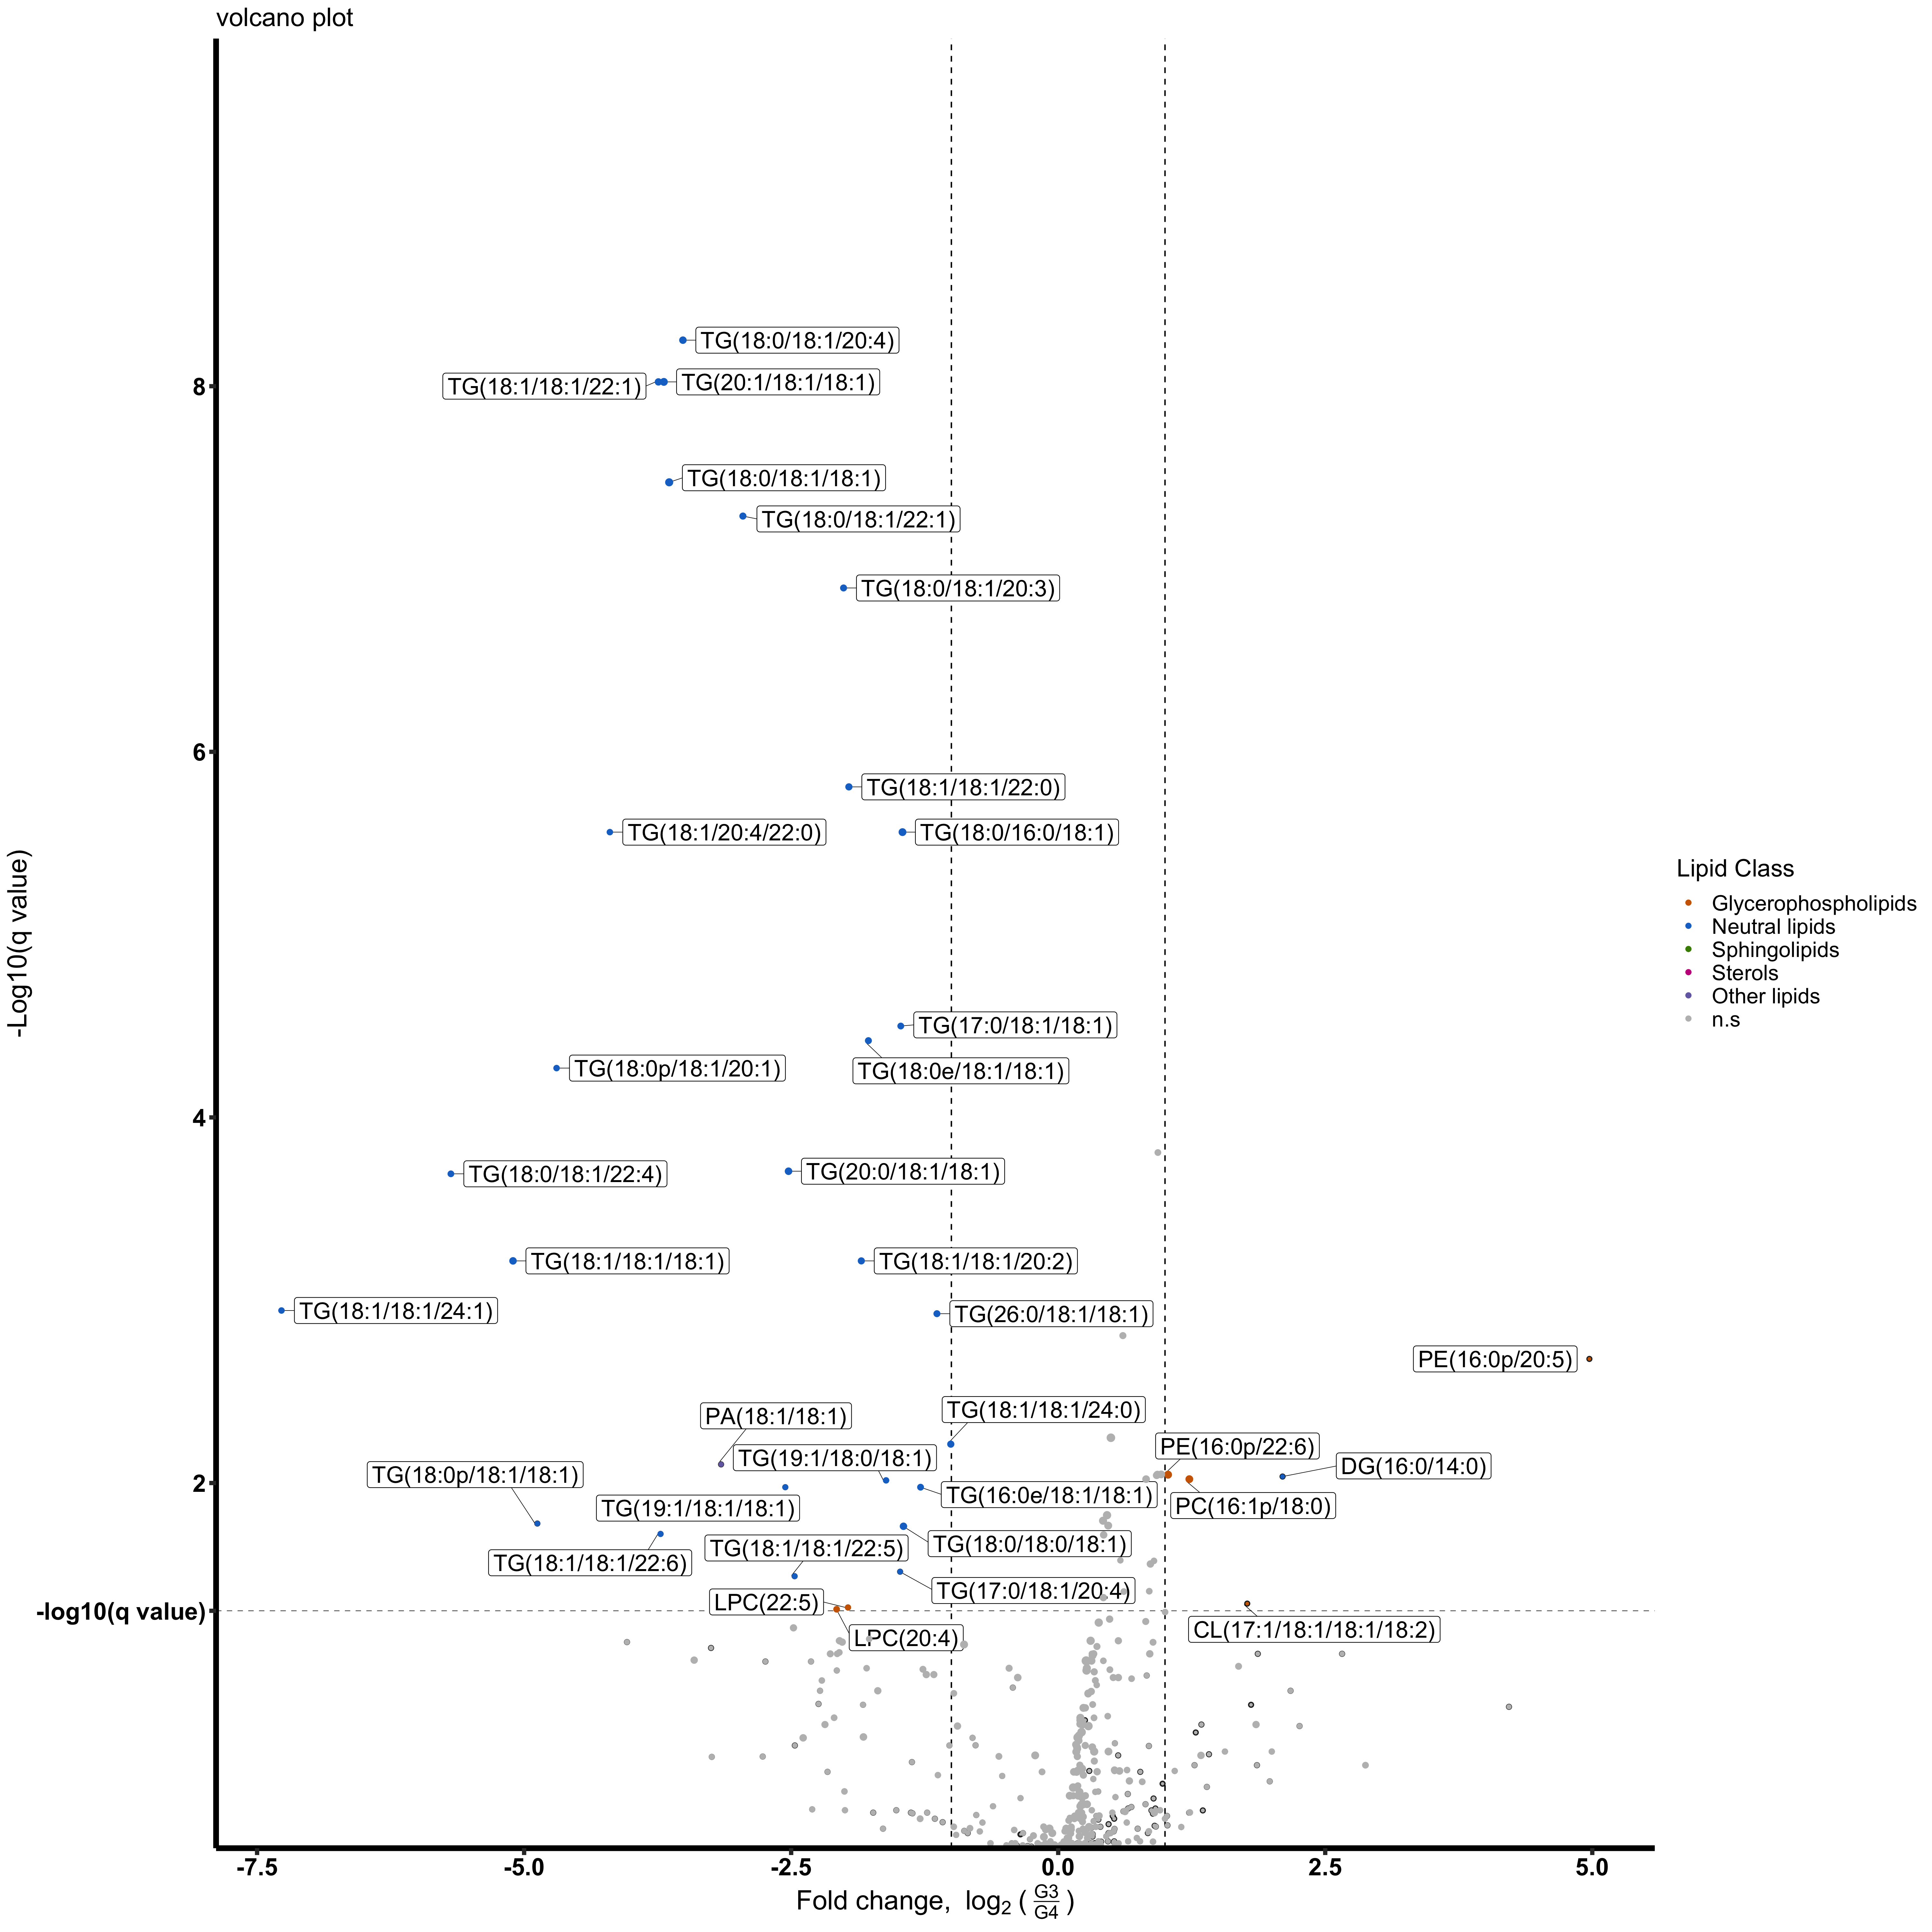 volcano plot
TG(18:0/18:1/20:4)
8
TG(18:1/18:1/22:1)
TG(20:1/18:1/18:1)
TG(18:0/18:1/18:1)
TG(18:0/18:1/22:1)
TG(18:0/18:1/20:3)
6
TG(18:1/18:1/22:0)
TG(18:1/20:4/22:0)
TG(18:0/16:0/18:1)
-Log10(q value)
Lipid Class
Glycerophospholipids
Neutral lipids
Sphingolipids
Sterols
Other lipids
n.s
TG(17:0/18:1/18:1)
TG(18:0p/18:1/20:1)
TG(18:0e/18:1/18:1)
4
TG(18:0/18:1/22:4)
TG(20:0/18:1/18:1)
TG(18:1/18:1/18:1)
TG(18:1/18:1/20:2)
TG(18:1/18:1/24:1)
TG(26:0/18:1/18:1)
PE(16:0p/20:5)
PA(18:1/18:1)
TG(18:1/18:1/24:0)
TG(19:1/18:0/18:1)
PE(16:0p/22:6)
DG(16:0/14:0)
TG(18:0p/18:1/18:1)
2
TG(19:1/18:1/18:1)
TG(16:0e/18:1/18:1)
PC(16:1p/18:0)
TG(18:1/18:1/22:6)
TG(18:1/18:1/22:5)
TG(18:0/18:0/18:1)
TG(17:0/18:1/20:4)
LPC(22:5)
-log10(q value)
LPC(20:4)
CL(17:1/18:1/18:1/18:2)
-7.5 -5.0 -2.5 0.0 2.5 5.0
Fold change, log2 ( G3/G4 )